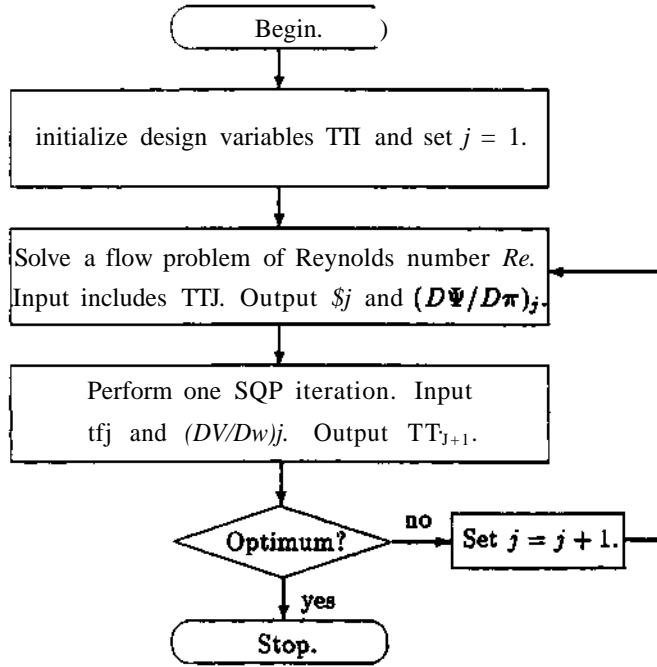 Begin. )
initialize design variables TTI and set j = 1.
Solve a flow problem of Reynolds number Re.
Input includes TTJ. Output $j and (DΨ/Dπ)j.
Perform one SQP iteration. Input
tfj and (DV/Dw)j. Output TTJ+1.
Optimum?
no
Set j = j + 1.
yes
Stop.